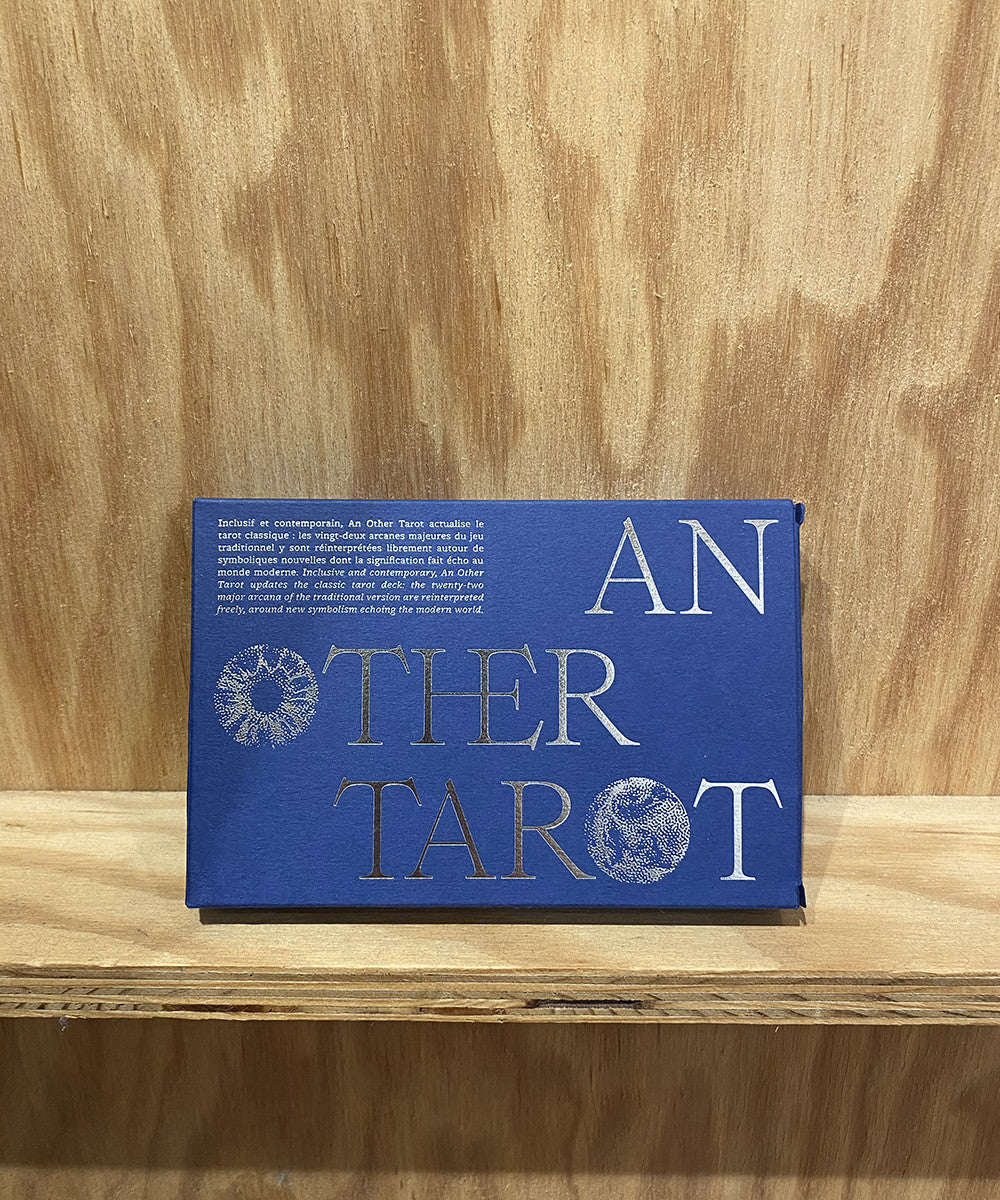 Inclusif et contemporain, An Other Tarot actualise le
tarot classique : les vingt-deux arcanes majeures du jeu
traditionnel y sont réinterprétées librement autour de
symboliques nouvelles dont la signification fait écho au
monde moderne. Inclusive and contemporary, An Other
Tarot updates the classic tarot deck: the twenty-two
major arcana of the traditional version are reinterpreted
freely, around new symbolism echoing the modern world.
AN
OTHER
TAROT